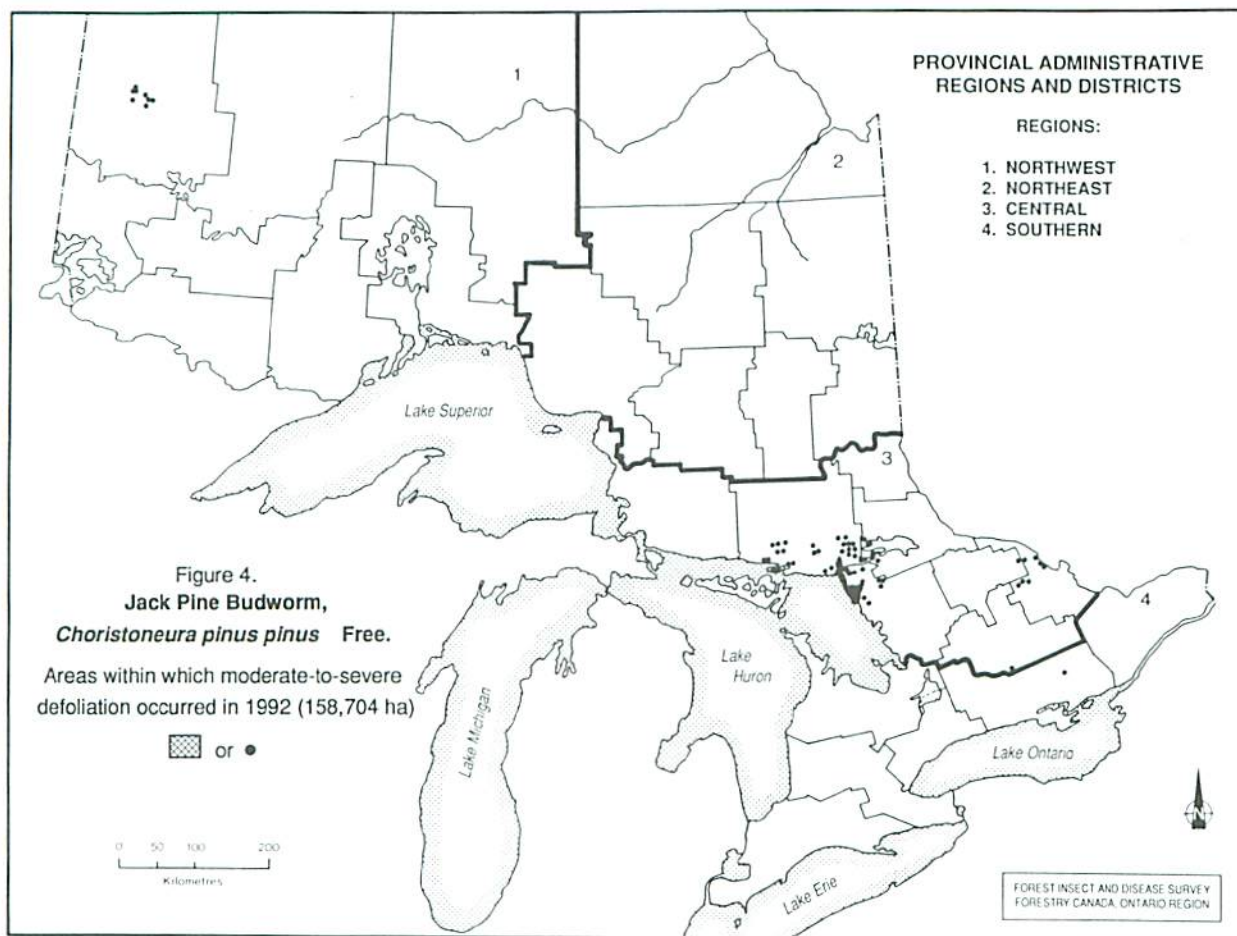 1
PROVINCIAL ADMINISTRATIVE
REGIONS AND DISTRICTS
REGIONS:
1. NORTHWEST
2. NORTHEAST
3. CENTRAL
4. SOUTHERN
2
Lake Superior
3
Figure 4.
Jack Pine Budworm,
Choristoneura pinus pinus Free.
Areas within which moderate-to-severe
defoliation occurred in 1992 (158,704 ha)
or
4
Lake
Huron
Lake Michigan
Lake Ontario
N
0 50 100 200
Kilometres
Lake Erie
FOREST INSECT AND DISEASE SURVEY
FORESTRY CANADA, ONTARIO REGION